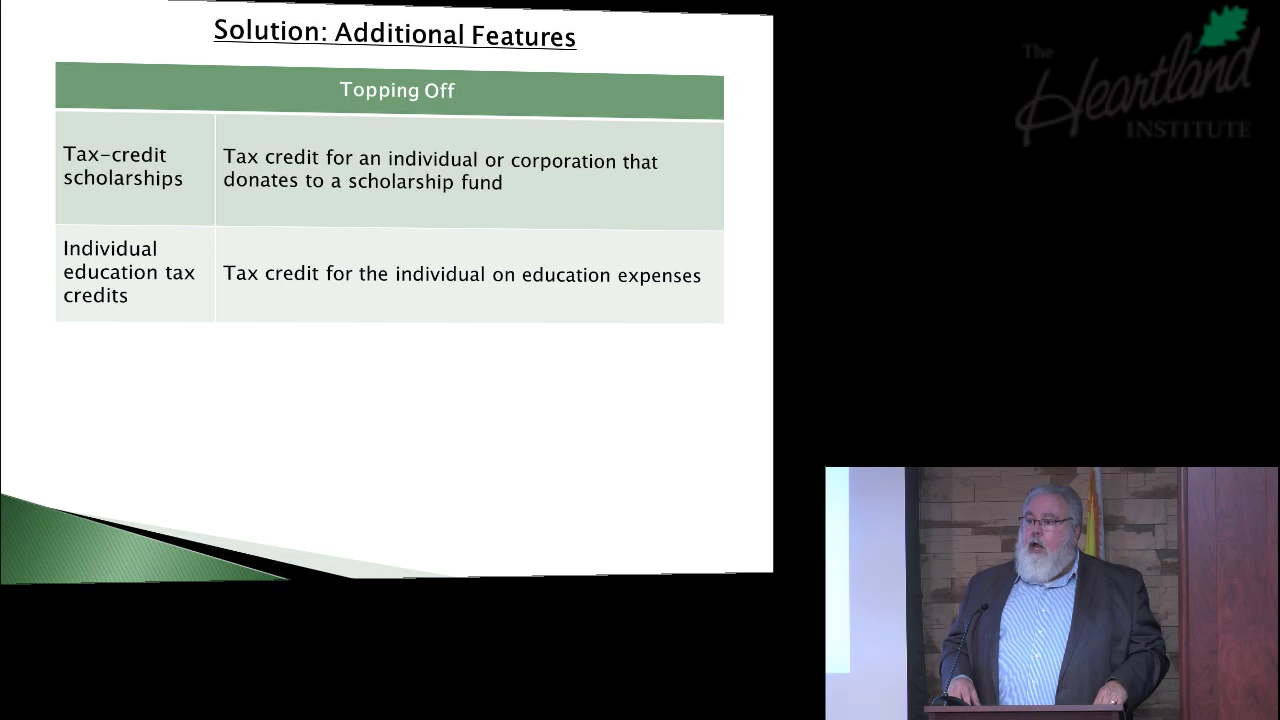 Solution: Additional Features
Topping Off
Tax-credit
scholarships
Tax credit for an individual or corporation that
donates to a scholarship fund
Individual
education tax
credits
Tax credit for the individual on education expenses
The
Heartland
INSTITUTE